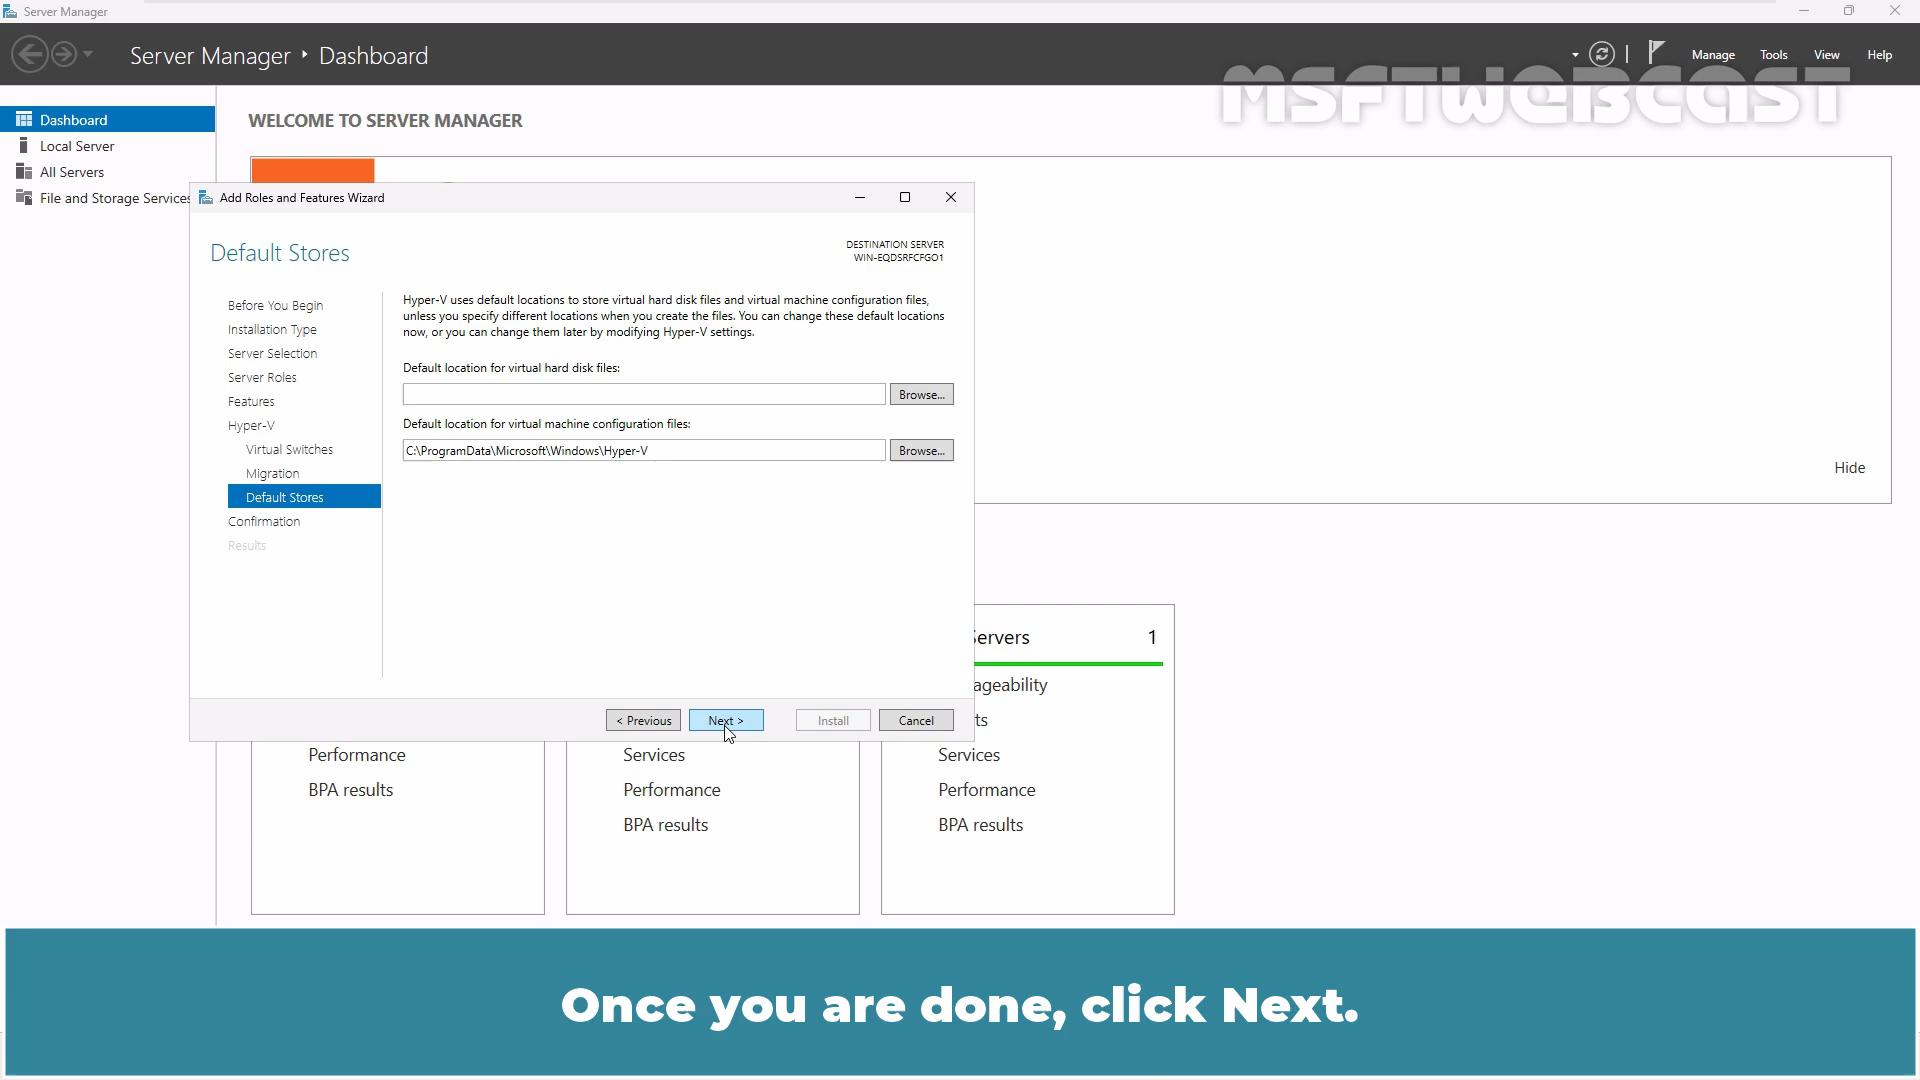 Server Manager
Server Manager ‣ Dashboard
Manage Tools View Help
MSFTWEBCAST
Dashboard
Local Server
All Servers
File and Storage Services
WELCOME TO SERVER MANAGER
Hide
Add Roles and Features Wizard
Default Stores
DESTINATION SERVER
WIN-EQDSRFCFGO1
Before You Begin
Installation Type
Server Selection
Server Roles
Features
Hyper-V
Virtual Switches
Migration
Default Stores
Confirmation
Results
Hyper-V uses default locations to store virtual hard disk files and virtual machine configuration files,
unless you specify different locations when you create the files. You can change these default locations
now, or you can change them later by modifying Hyper-V settings.
Default location for virtual hard disk files:
Browse...
Default location for virtual machine configuration files:
C:\ProgramData\Microsoft\Windows\Hyper-V
Browse...
< Previous Next > Install Cancel
Performance
BPA results
Services
Performance
BPA results
Servers 1
ageability
ts
Services
Performance
BPA results
Once you are done, click Next.